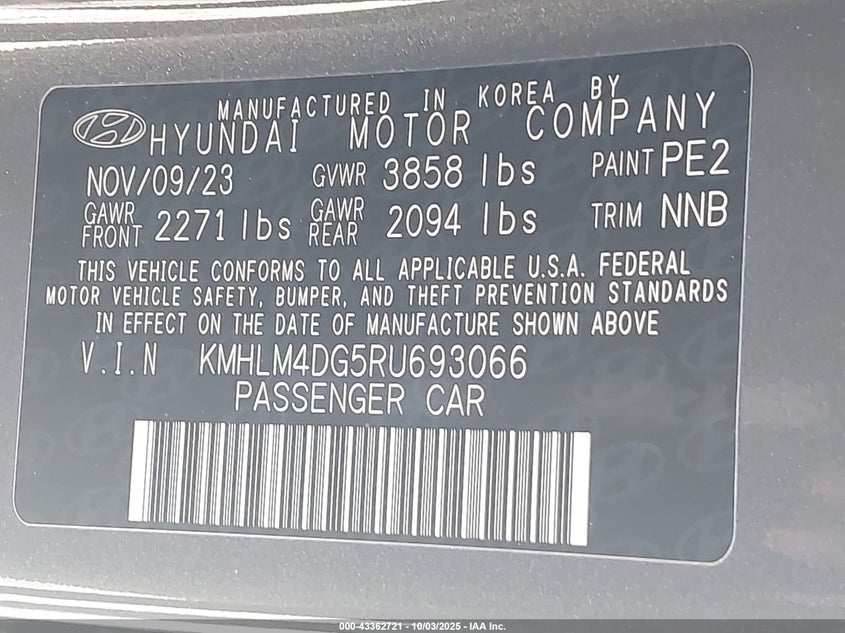 MANUFACTURED IN KOREA BY
HYUNDAI MOTOR COMPANY
NOV/09/23 GVWR 3858 lbs PAINT PE2
GAWR FRONT 2271 lbs GAWR REAR 2094 lbs TRIM NNB
THIS VEHICLE CONFORMS TO ALL APPLICABLE U.S.A. FEDERAL
MOTOR VEHICLE SAFETY, BUMPER, AND THEFT PREVENTION STANDARDS
IN EFFECT ON THE DATE OF MANUFACTURE SHOWN ABOVE
V.I.N KMHLM4DG5RU693066
PASSENGER CAR
000-43362721 - 10/03/2025 - IAA Inc.